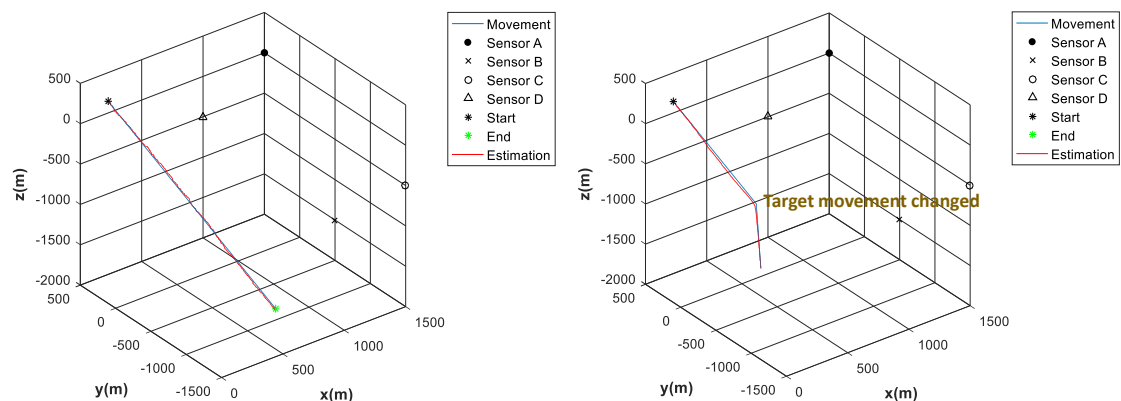 Movement
Sensor A
Sensor B
Sensor C
Sensor D
Start
End
Estimation
500
0
-500
-1000
-1500
-2000
z(m)
500
0
-500
-1000
-1500
y(m)
0
500
1000
1500
x(m)
Movement
Sensor A
Sensor B
Sensor C
Sensor D
Start
End
Estimation
Target movement changed
500
0
-500
-1000
-1500
-2000
z(m)
500
0
-500
-1000
-1500
y(m)
0
500
1000
1500
x(m)